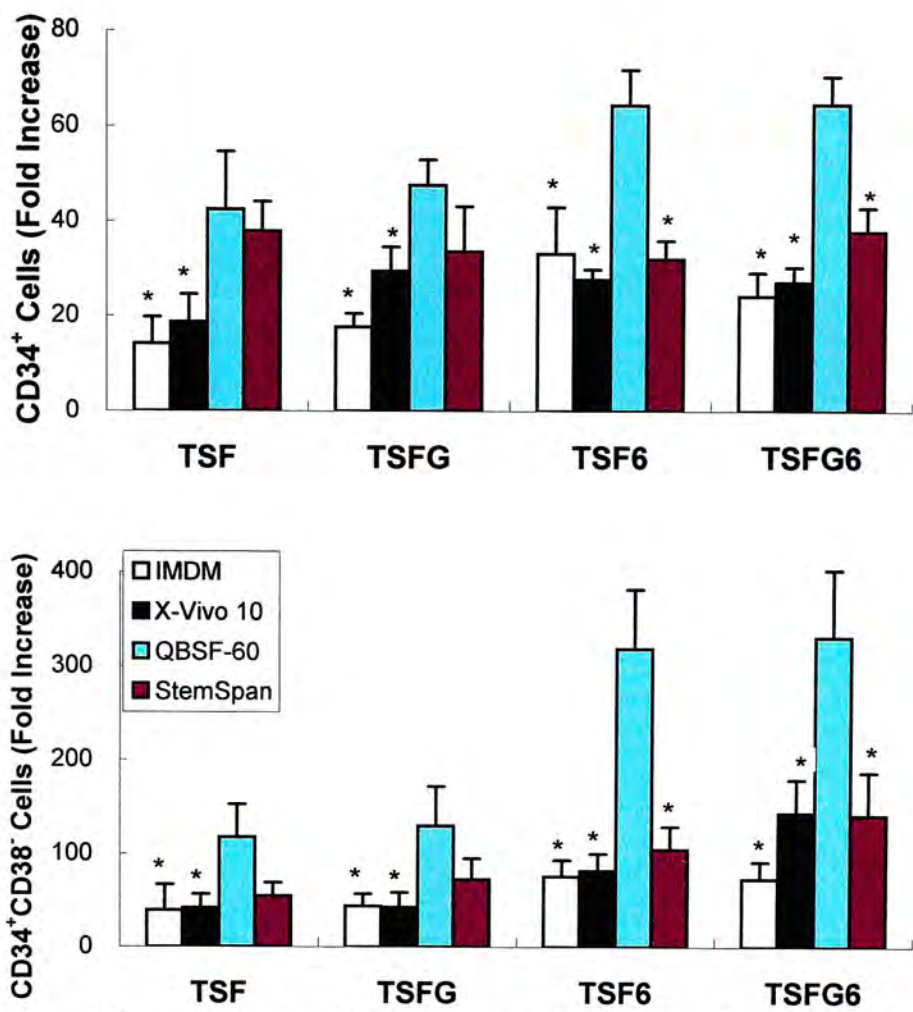 CD34⁺ Cells (Fold Increase)
80
60
40
20
0
* * * * * * * * * *
TSF TSFG TSF6 TSFG6
CD34⁺CD38⁻ Cells (Fold Increase)
400
300
200
100
0
IMDM
X-Vivo 10
QBSF-60
StemSpan
* * * * * * * * * *
TSF TSFG TSF6 TSFG6